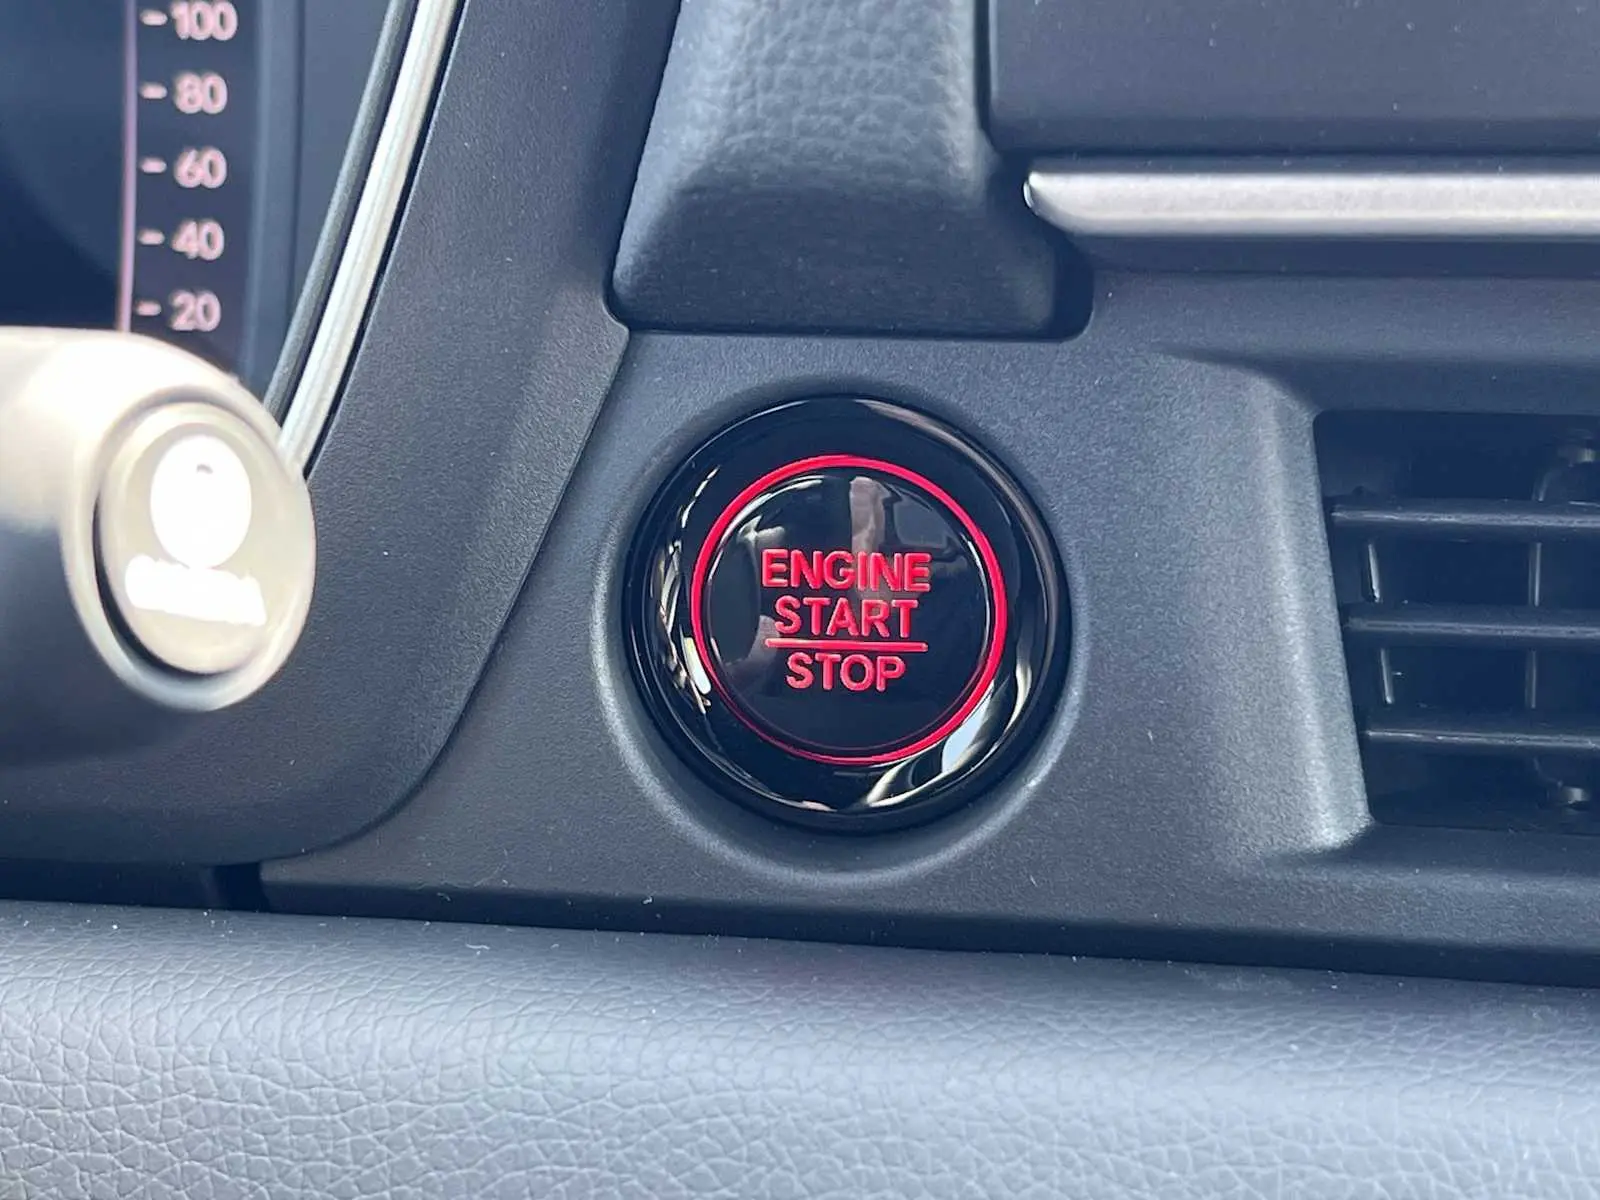 - 100
- 80
- 60
- 40
- 20
ENGINE
START
STOP